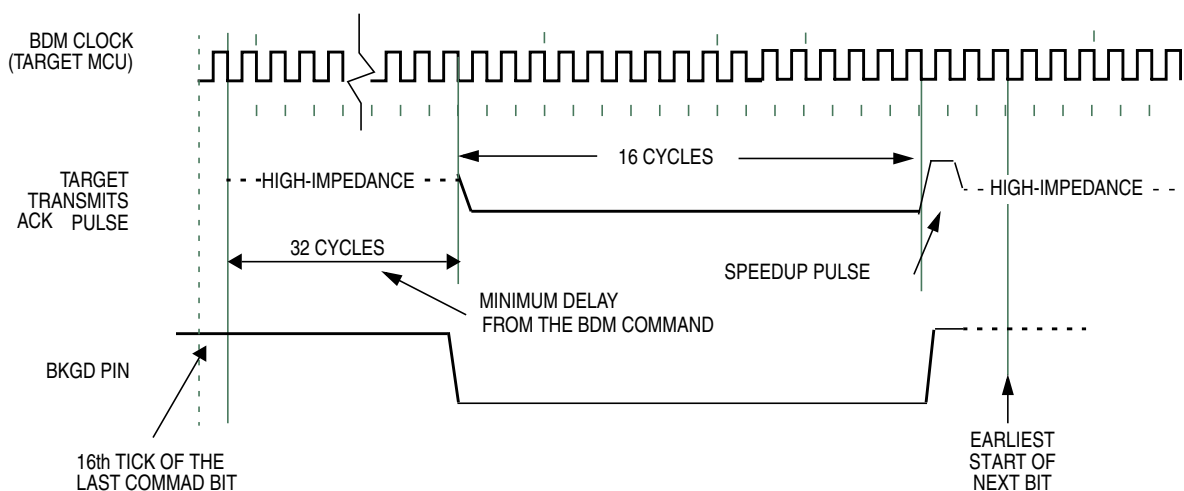 BDM CLOCK
(TARGET MCU)
16 CYCLES
TARGET
TRANSMITS
ACK PULSE
HIGH-IMPEDANCE
HIGH-IMPEDANCE
32 CYCLES
SPEEDUP PULSE
MINIMUM DELAY
FROM THE BDM COMMAND
BKGD PIN
16th TICK OF THE
LAST COMMAD BIT
EARLIEST
START OF
NEXT BIT